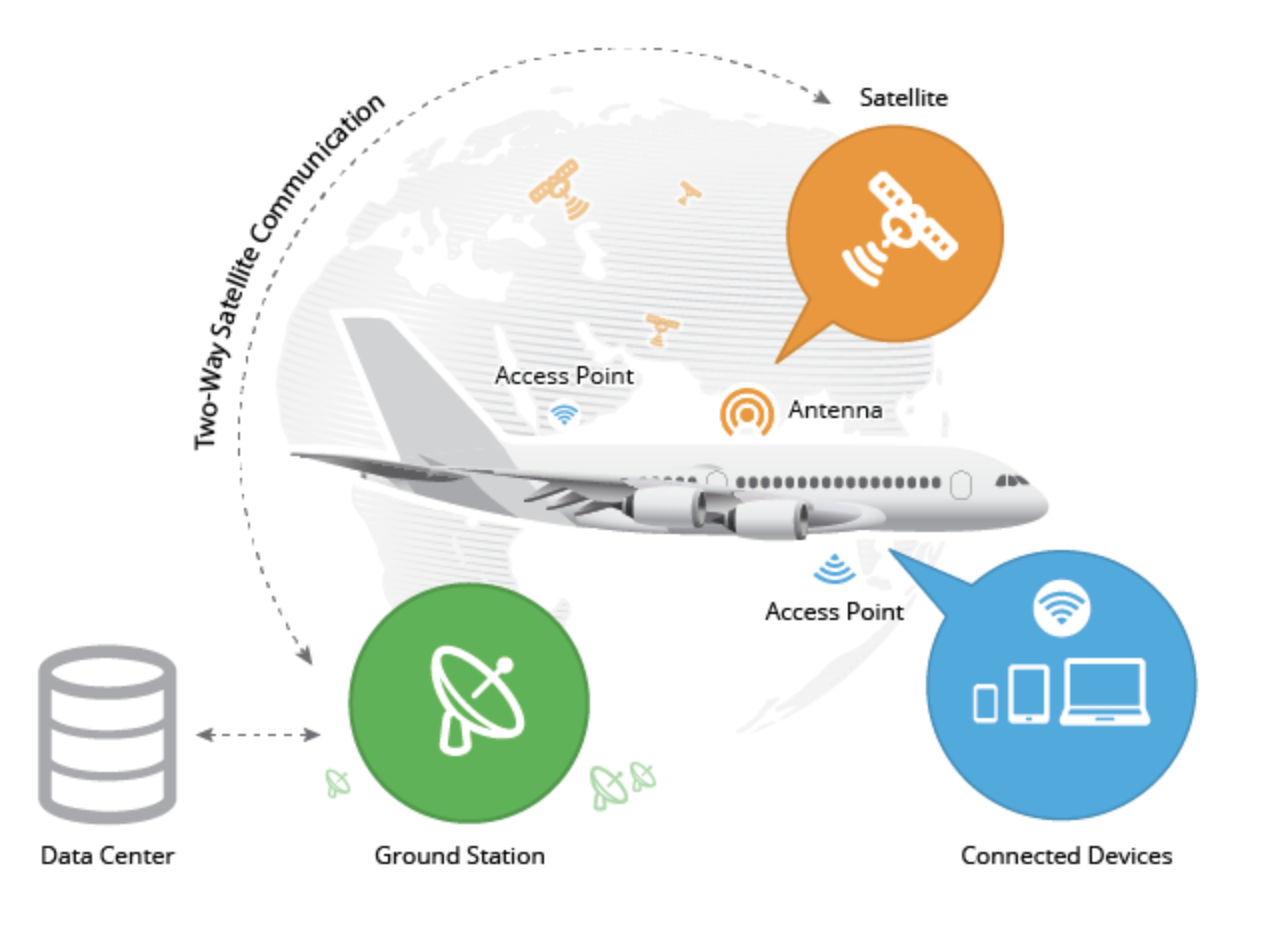 Satellite
Two-Way Satellite Communication
Access Point
Antenna
Access Point
Data Center
Ground Station
Connected Devices